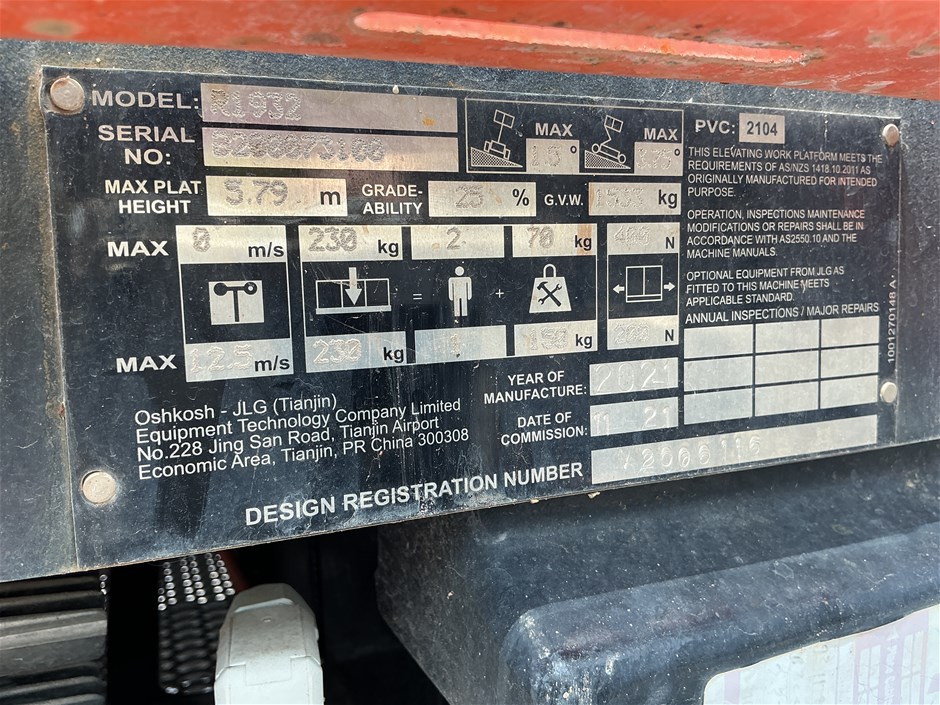 MODEL: R1932
SERIAL
NO:
MAX PLAT
HEIGHT 5.79 m
GRADE-
ABILITY 25 %
G.V.W. kg
MAX
1.5 °
MAX
°
PVC: 2104
THIS ELEVATING WORK PLATFORM MEETS THE
REQUIREMENTS OF AS/NZS 1418.10.2011 AS
ORIGINALLY MANUFACTURED FOR INTENDED
PURPOSE.
OPERATION, INSPECTIONS MAINTENANCE
MODIFICATIONS OR REPAIRS SHALL BE IN
ACCORDANCE WITH AS2550.10 AND THE
MACHINE MANUALS.
OPTIONAL EQUIPMENT FROM JLG AS
FITTED TO THIS MACHINE MEETS
APPLICABLE STANDARD.
ANNUAL INSPECTIONS / MAJOR REPAIRS
MAX 0 m/s 230 kg 2 70 kg 400 N
= +
MAX 12.5 m/s 230 kg 1 150 kg 200 N
YEAR OF
MANUFACTURE: 2021
DATE OF
COMMISSION: 11 21
Oshkosh - JLG (Tianjin)
Equipment Technology Company Limited
No.228 Jing San Road, Tianjin Airport
Economic Area, Tianjin, PR China 300308
DESIGN REGISTRATION NUMBER
1001270148 A